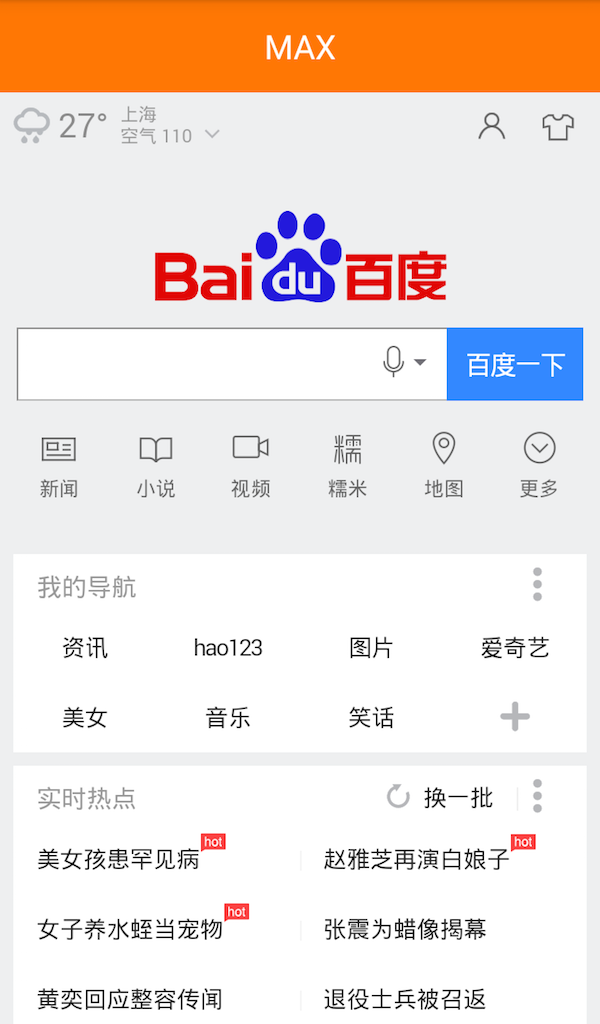 MAX
27° 上海
空气 110
Bai du 百度
百度一下
新闻 小说 视频 糯米 地图 更多
糯
我的导航
资讯 hao123 图片 爱奇艺
美女 音乐 笑话
实时热点 换一批
美女孩患罕见病 hot 赵雅芝再演白娘子 hot
女子养水蛭当宠物 hot 张震为蜡像揭幕
黄奕回应整容传闻 退役士兵被召返